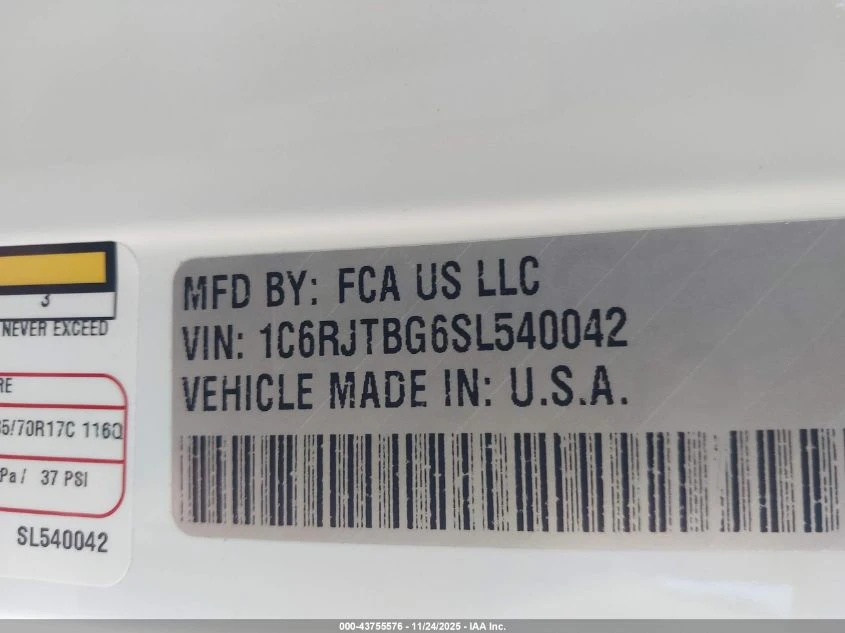 3
NEVER EXCEED
RE
5/70R17C 116Q
Pa / 37 PSI
SL540042
MFD BY: FCA US LLC
VIN: 1C6RJTBG6SL540042
VEHICLE MADE IN: U.S.A.
000-43755576 - 11/24/2025 - IAA Inc.